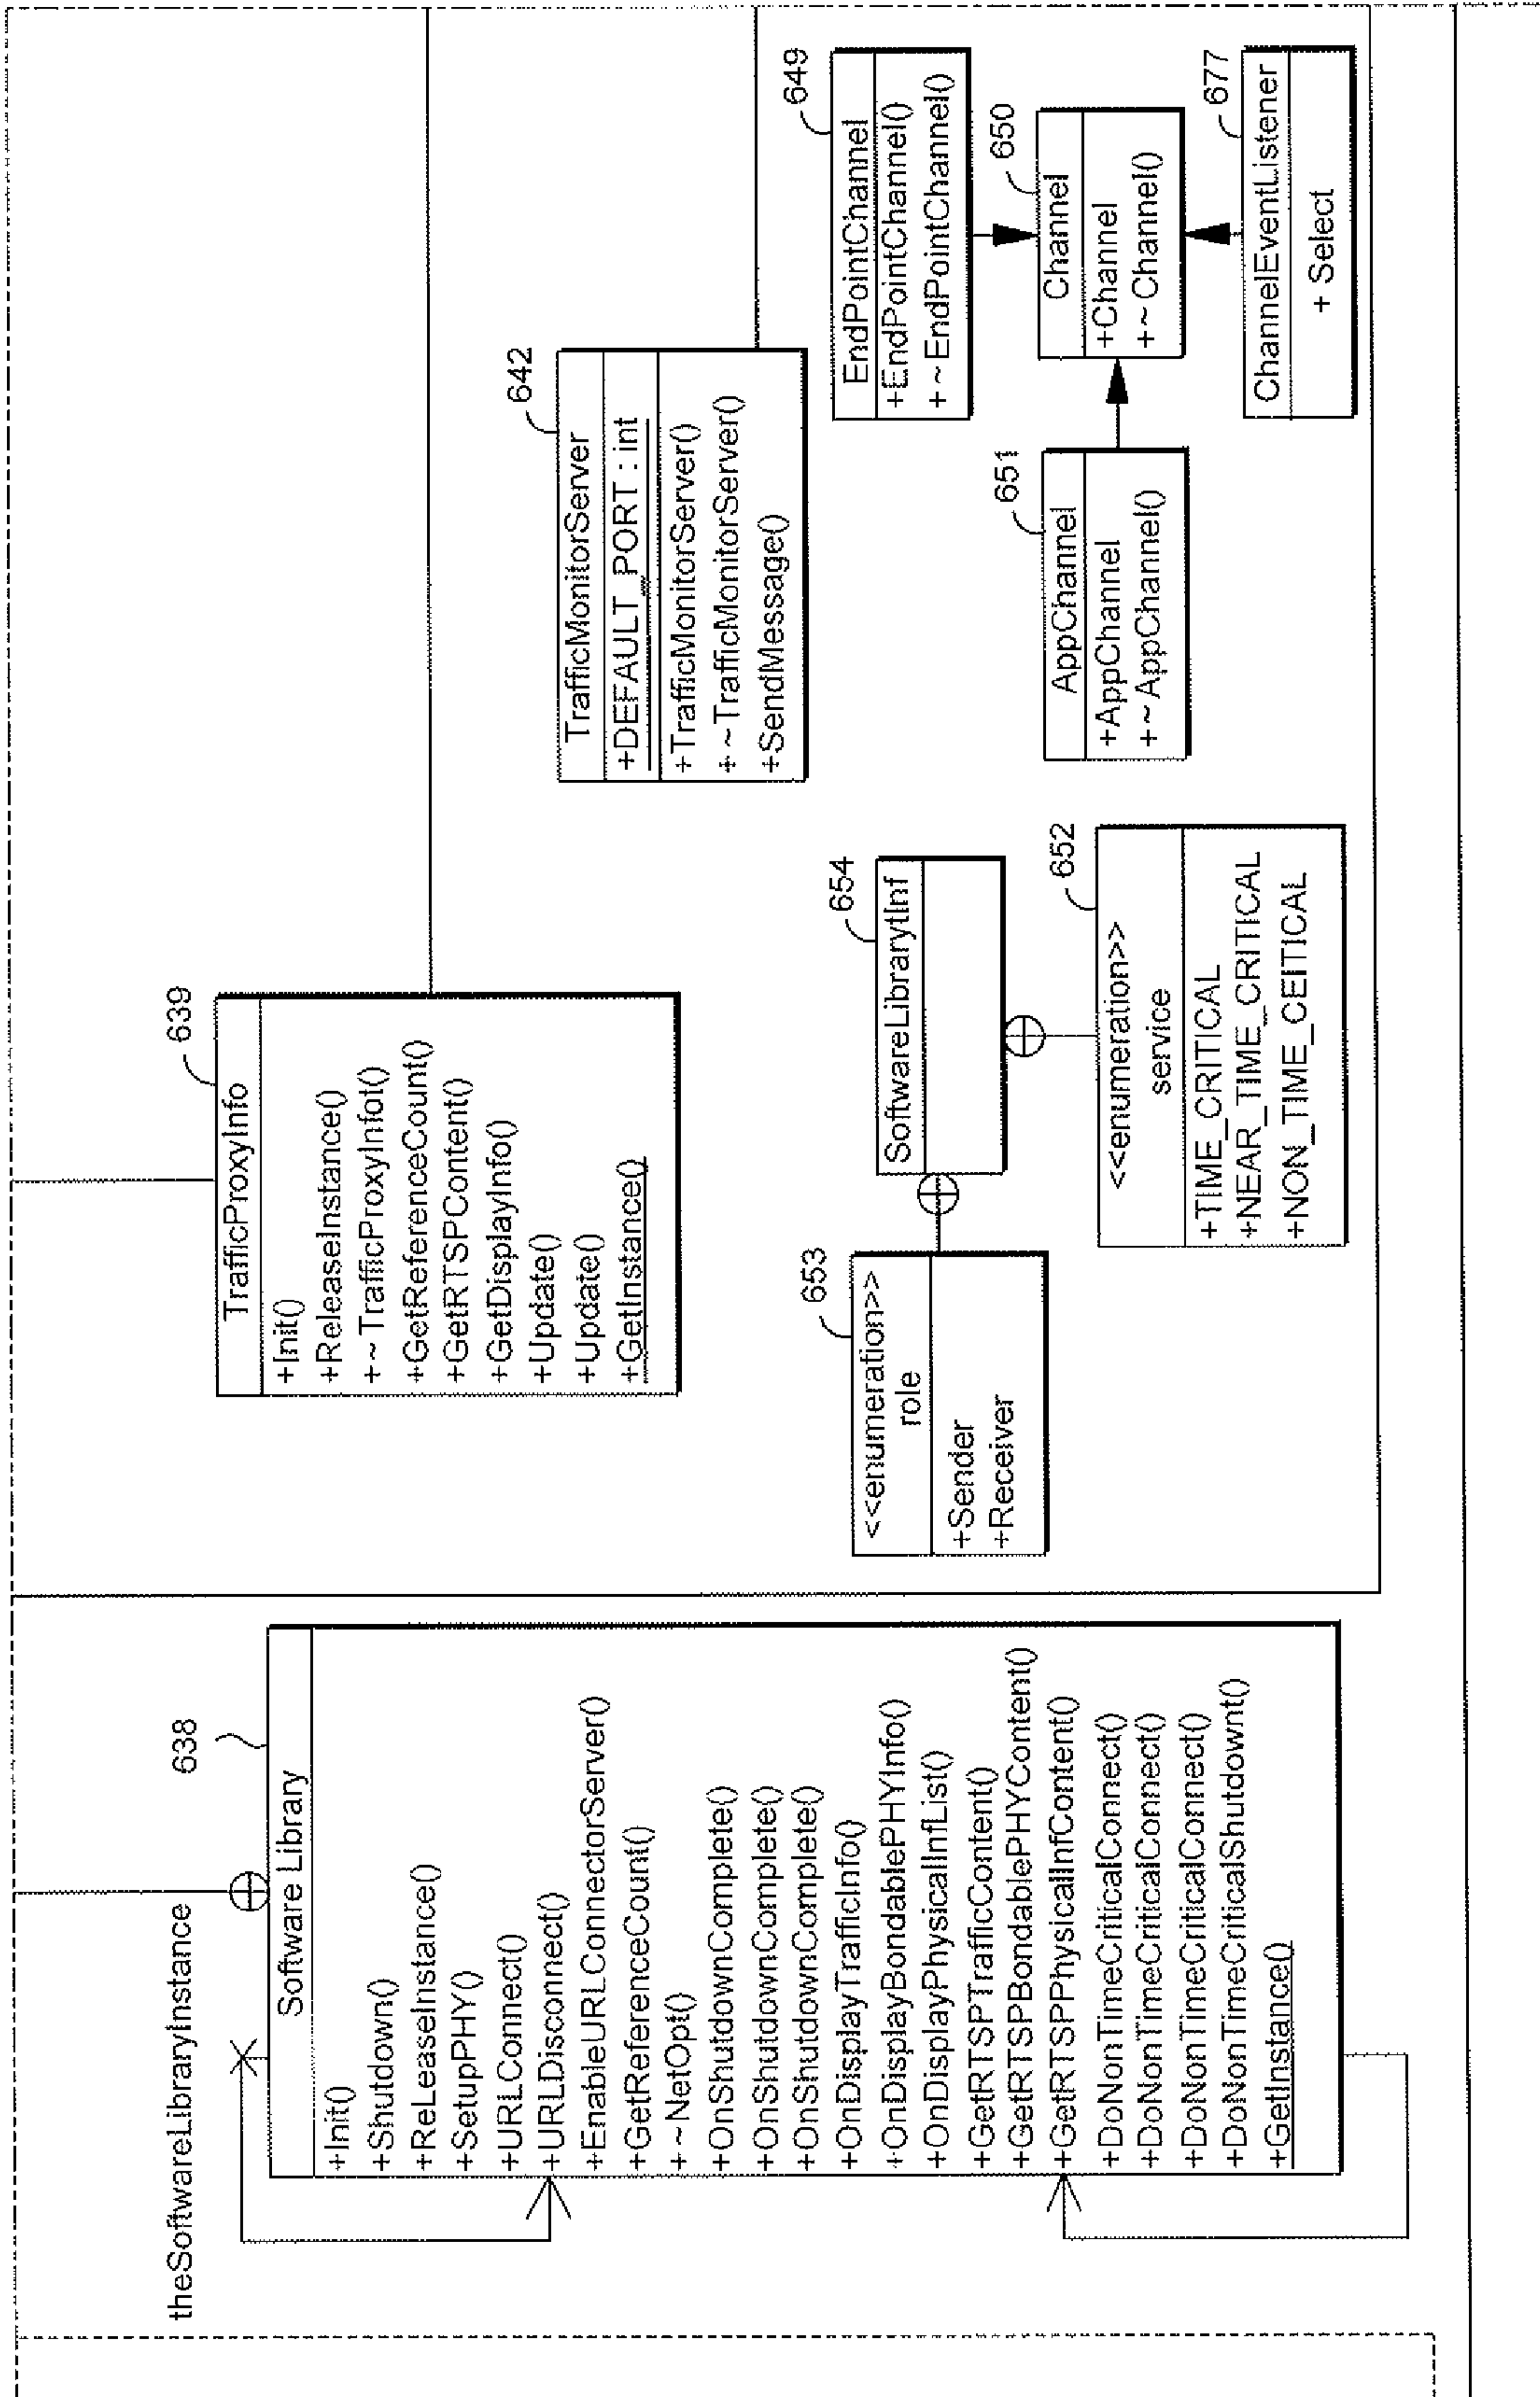 theSoftwareLibraryInstance
638
Software Library
+Init()
+Shutdown()
+ReLeaseInstance()
+SetupPHY()
+URLConnect()
+URLDisconnect()
+EnableURLConnectorServer()
+GetReferenceCount()
+~NetOpt()
+OnShutdownComplete()
+OnShutdownComplete()
+OnShutdownComplete()
+OnDisplayTrafficInfo()
+OnDisplayBondablePHYInfo()
+OnDisplayPhysicalInfList()
+GetRTSPTrafficContent()
+GetRTSPBondablePHYContent()
+GetRTSPPhysicalInfContent()
+DoNonTimeCriticalConnect()
+DoNonTimeCriticalConnect()
+DoNonTimeCriticalConnect()
+DoNonTimeCriticalShutdownt()
+GetInstance()
639
TrafficProxyInfo
+Init()
+ReleaseInstance()
+~TrafficProxyInfot()
+GetReferenceCount()
+GetRTSPContent()
+GetDisplayInfo()
+Update()
+Update()
+GetInstance()
642
TrafficMonitorServer
+DEFAULT_PORT : int
+TrafficMonitorServer()
+~TrafficMonitorServer()
+SendMessage()
653
<<enumeration>>
role
+Sender
+Receiver
654
SoftwareLibrarytInf
652
<<enumeration>>
service
+TIME_CRITICAL
+NEAR_TIME_CRITICAL
+NON_TIME_CEITICAL
649
EndPointChannel
+EndPointChannel()
+~EndPointChannel()
651
AppChannel
+AppChannel
+~AppChannel()
650
Channel
+Channel
+~Channel()
677
ChannelEventListener
+ Select